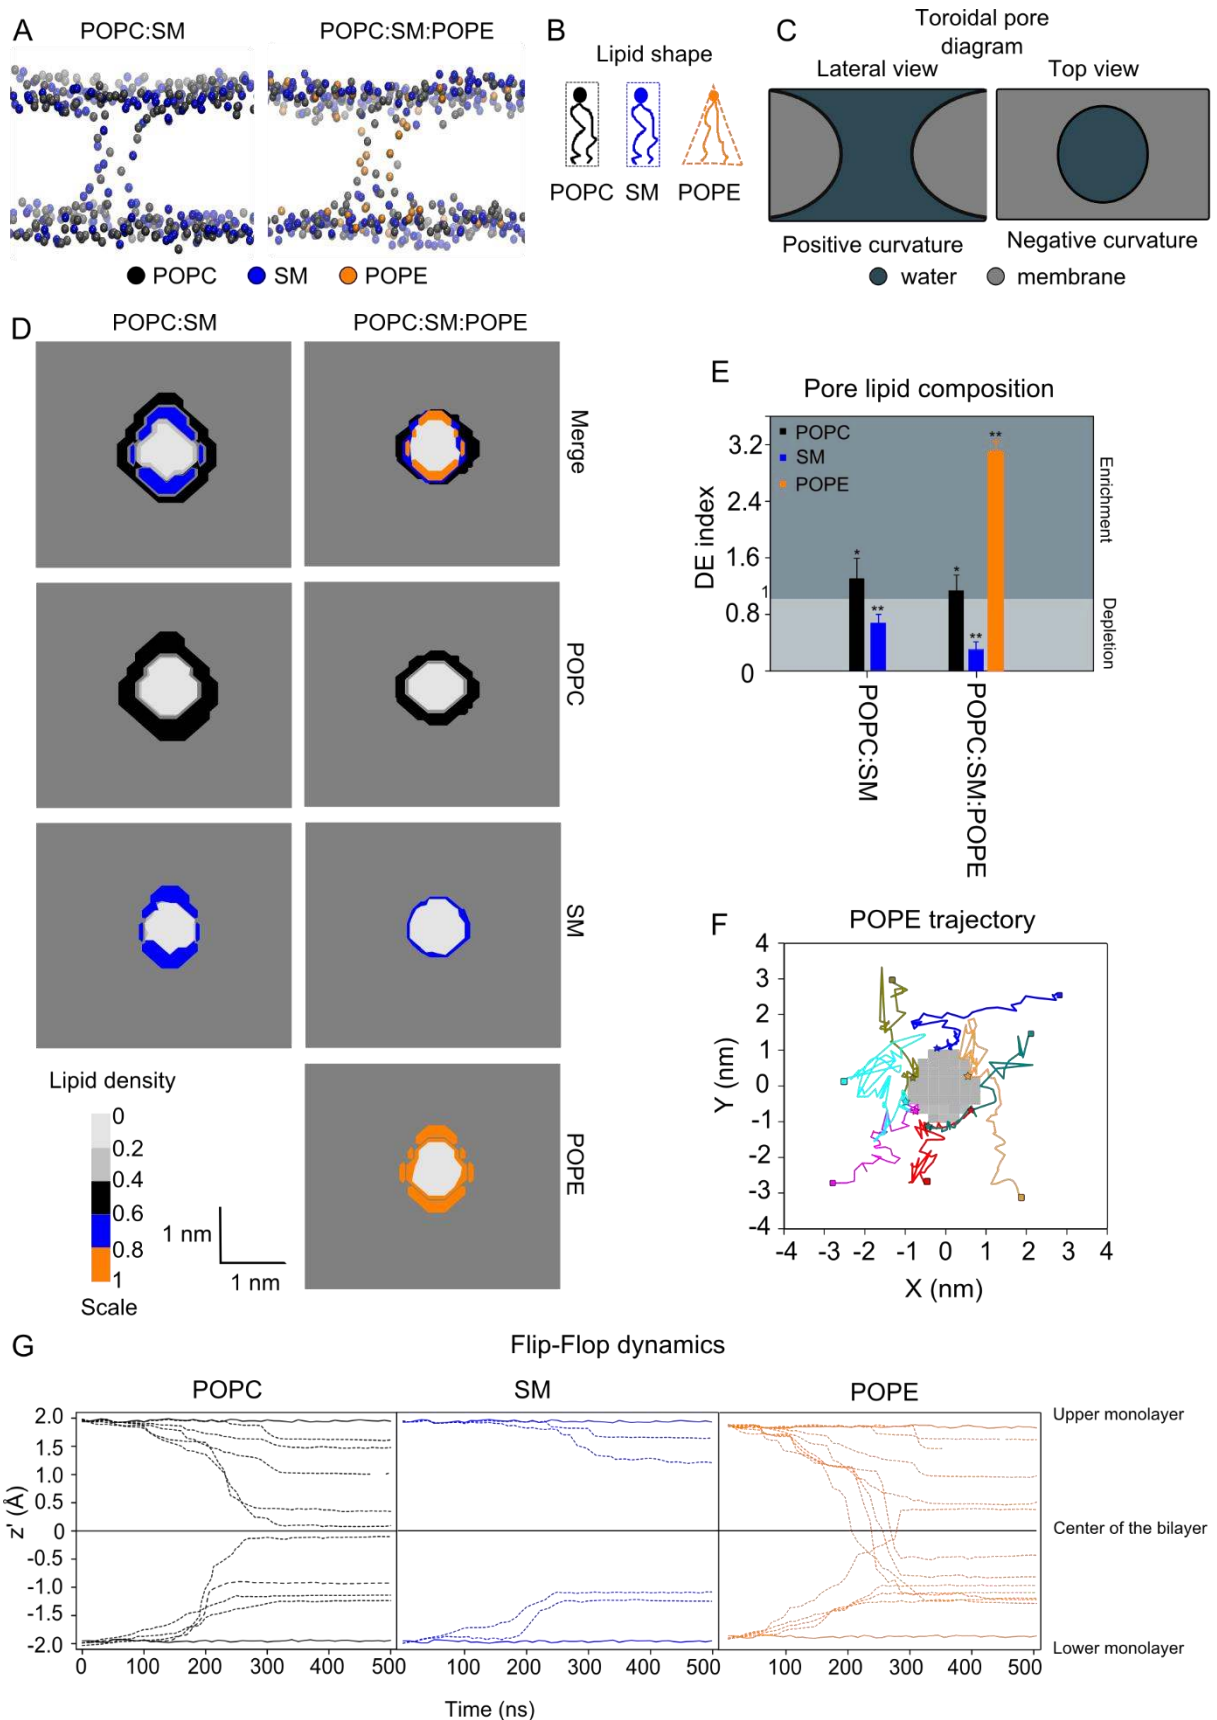 A
POPC:SM
POPC:SM:POPE
POPC
SM
POPE
B
Lipid shape
POPC
SM
POPE
C
Toroidal pore
diagram
Lateral view
Top view
Positive curvature
Negative curvature
water
membrane
D
POPC:SM
POPC:SM:POPE
Merge
POPC
SM
POPE
Lipid density
0
0.2
0.4
0.6
0.8
1
Scale
1 nm
1 nm
E
Pore lipid composition
DE index
3.2
2.4
1.6
1
0.8
0
POPC
SM
POPE
*
**
*
**
**
Enrichment
Depletion
POPC:SM
POPC:SM:POPE
F
POPE trajectory
Y (nm)
4
3
2
1
0
-1
-2
-3
-4
-4
-3
-2
-1
0
1
2
3
4
X (nm)
G
Flip-Flop dynamics
POPC
SM
POPE
z' (Å)
2.0
1.5
1.0
0.5
0
-0.5
-1.0
-1.5
-2.0
Upper monolayer
Center of the bilayer
Lower monolayer
0 100 200 300 400 500
100 200 300 400 500
100 200 300 400 500
Time (ns)